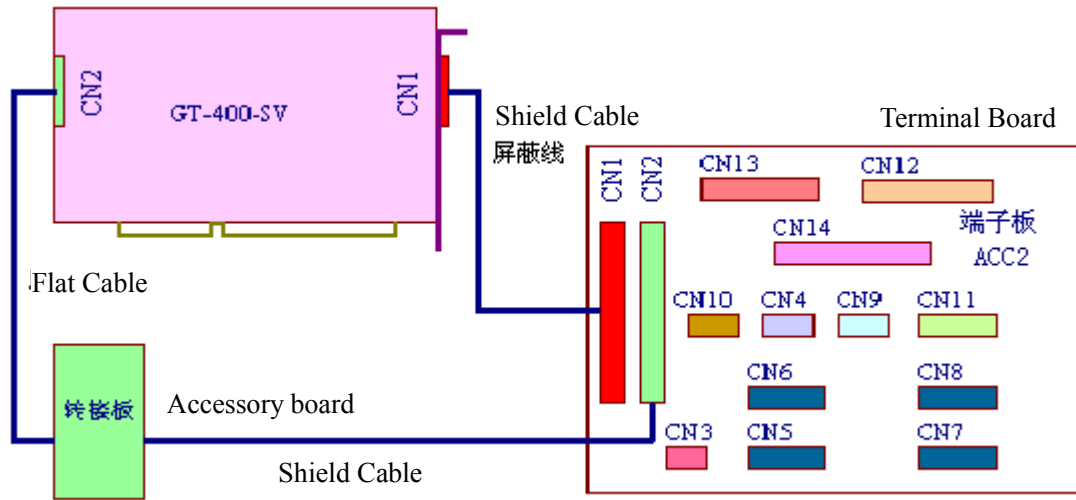 CN2
GT-400-SV
CN1
Shield Cable
屏蔽线
Terminal Board
CN1
CN2
CN13
CN12
端子板
ACC2
CN14
CN10
CN4
CN9
CN11
CN6
CN8
CN3
CN5
CN7
Flat Cable
转接板
Accessory board
Shield Cable